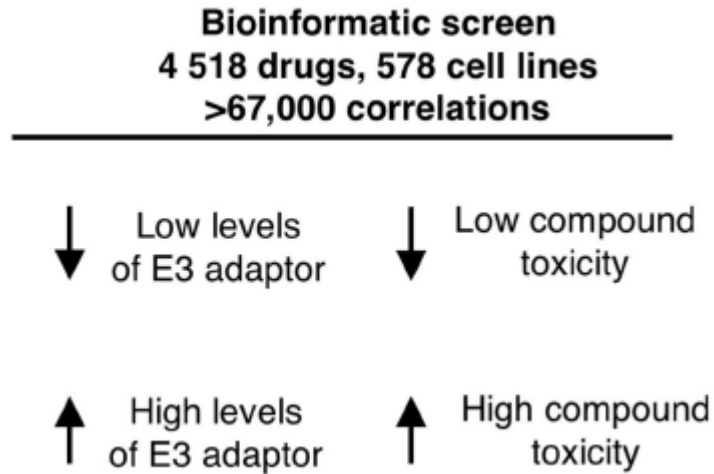 Bioinformatic screen
4 518 drugs, 578 cell lines
>67,000 correlations
Low levels
of E3 adaptor
Low compound
toxicity
High levels
of E3 adaptor
High compound
toxicity